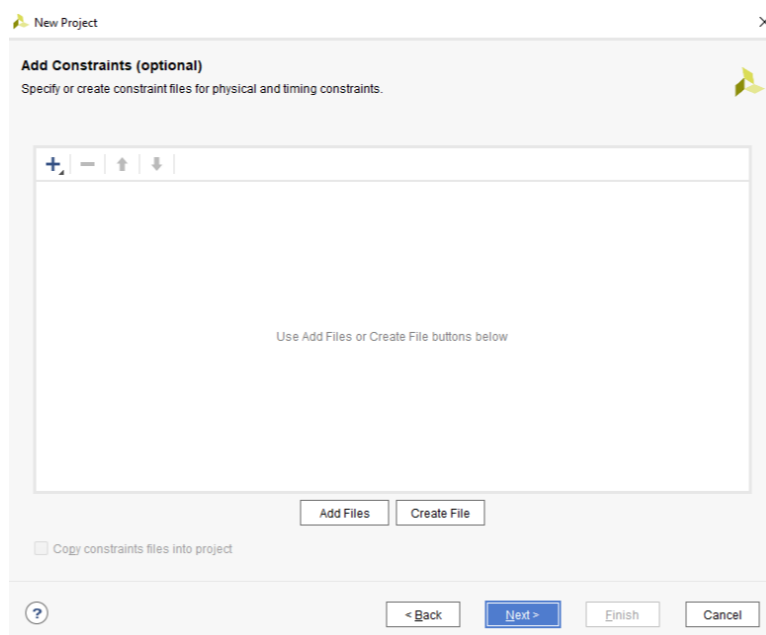 New Project
Add Constraints (optional)
Specify or create constraint files for physical and timing constraints.
Use Add Files or Create File buttons below
Add Files
Create File
Copy constraints files into project
?
< Back
Next >
Finish
Cancel